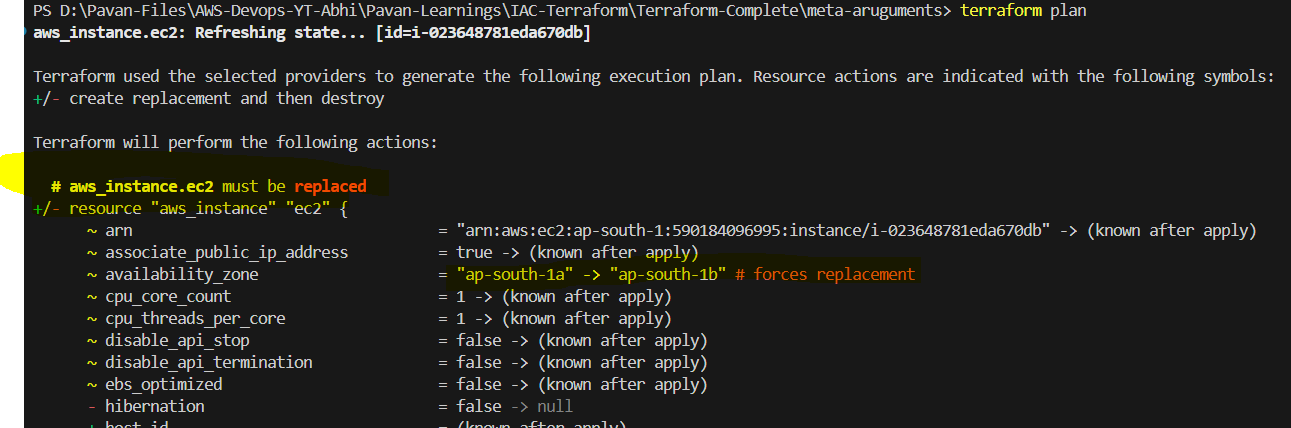 PS D:\Pavan-Files\AWS-Devops-YT-Abhi\Pavan-Learnings\IAC-Terraform\Terraform-Complete\meta-aruguments> terraform plan
aws_instance.ec2: Refreshing state... [id=i-023648781eda670db]
Terraform used the selected providers to generate the following execution plan. Resource actions are indicated with the following symbols:
+/- create replacement and then destroy
Terraform will perform the following actions:
# aws_instance.ec2 must be replaced
+/- resource "aws_instance" "ec2" {
~ arn = "arn:aws:ec2:ap-south-1:590184096995:instance/i-023648781eda670db" -> (known after apply)
~ associate_public_ip_address = true -> (known after apply)
~ availability_zone = "ap-south-1a" -> "ap-south-1b" # forces replacement
~ cpu_core_count = 1 -> (known after apply)
~ cpu_threads_per_core = 1 -> (known after apply)
~ disable_api_stop = false -> (known after apply)
~ disable_api_termination = false -> (known after apply)
~ ebs_optimized = false -> (known after apply)
- hibernation = false -> null
+ host_id = (known after apply)